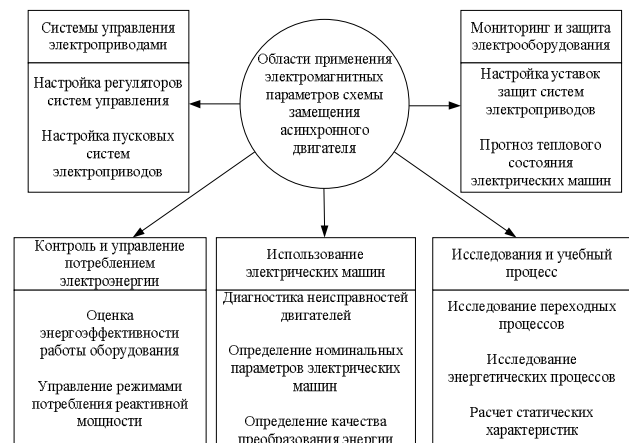 Системы управления
электроприводами
Настройка регуляторов
систем управления
Настройка пусковых
систем
электроприводов
Области применения
электромагнитных
параметров схемы
замещения
асинхронного
двигателя
Мониторинг и защита
электрооборудования
Настройка уставок
защит систем
электроприводов
Прогноз теплового
состояния
электрических машин
Контроль и управление
потреблением
электроэнергии
Оценка
энергоэффективности
работы оборудования
Управление режимами
потребления реактивной
мощности
Использование
электрических машин
Диагностика неисправностей
двигателей
Определение номинальных
параметров электрических
машин
Определение качества
преобразования энергии
Исследования и учебный
процесс
Исследование переходных
процессов
Исследование
энергетических процессов
Расчет статических
характеристик